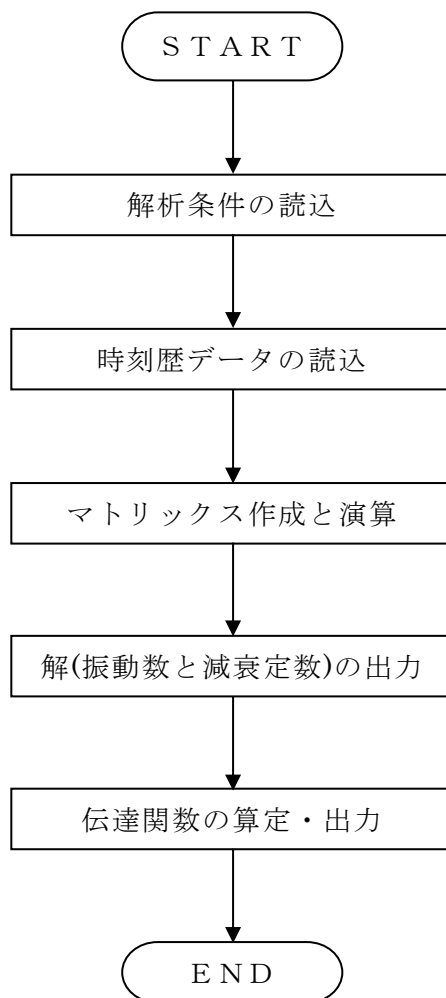 ＳＴＡＲＴ
解析条件の読込
時刻歴データの読込
マトリックス作成と演算
解(振動数と減衰定数)の出力
伝達関数の算定・出力
ＥＮＤ